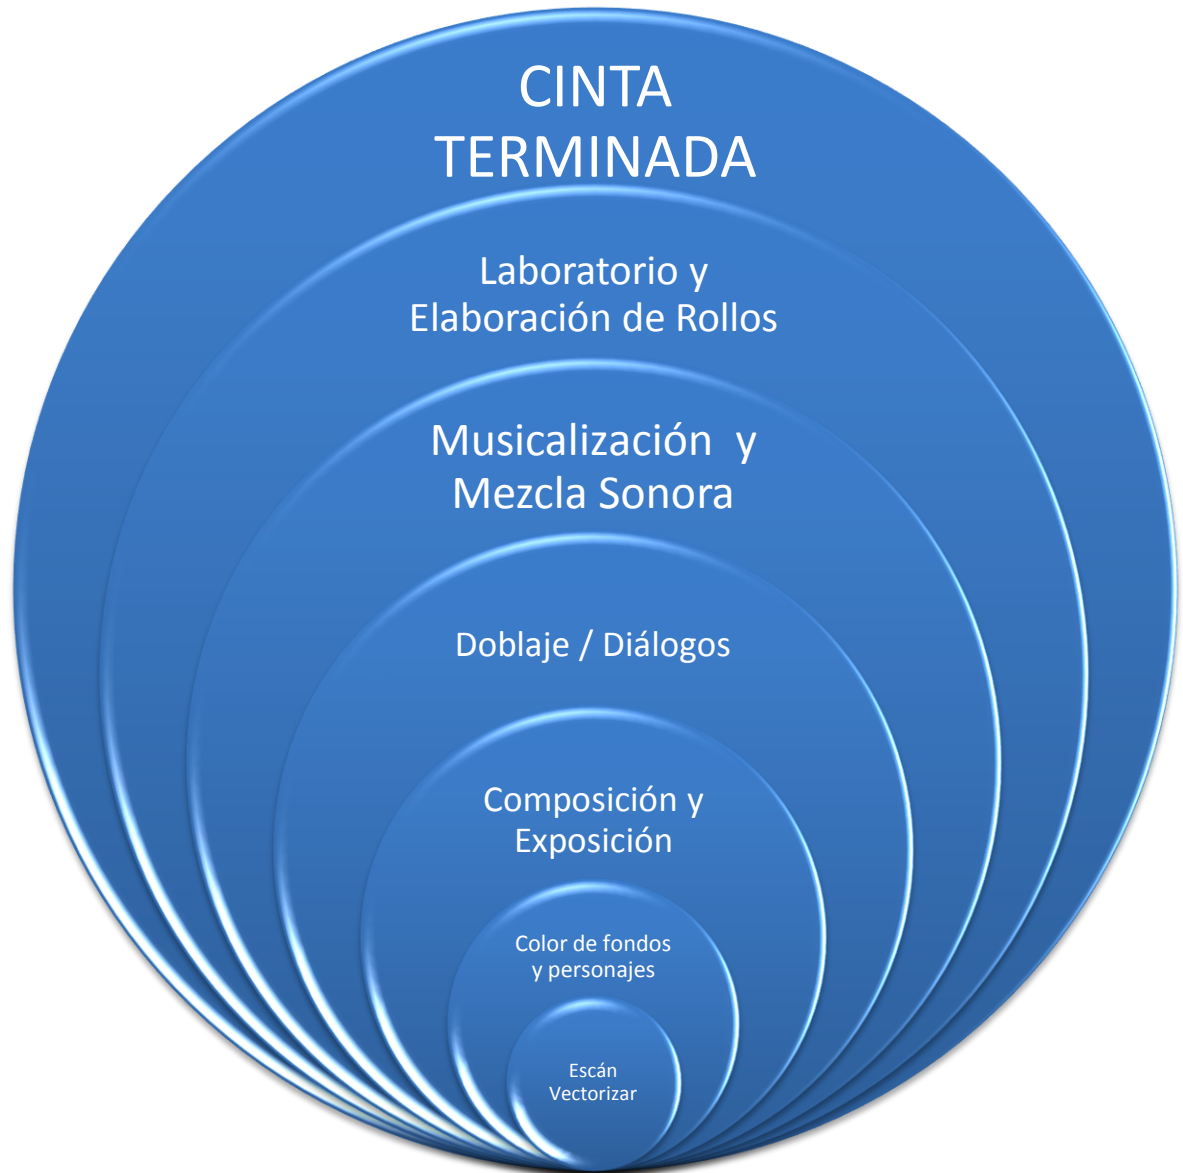 CINTA
TERMINADA
Laboratorio y
Elaboración de Rollos
Musicalización y
Mezcla Sonora
Doblaje / Diálogos
Composición y
Exposición
Color de fondos
y personajes
Escán
Vectorizar